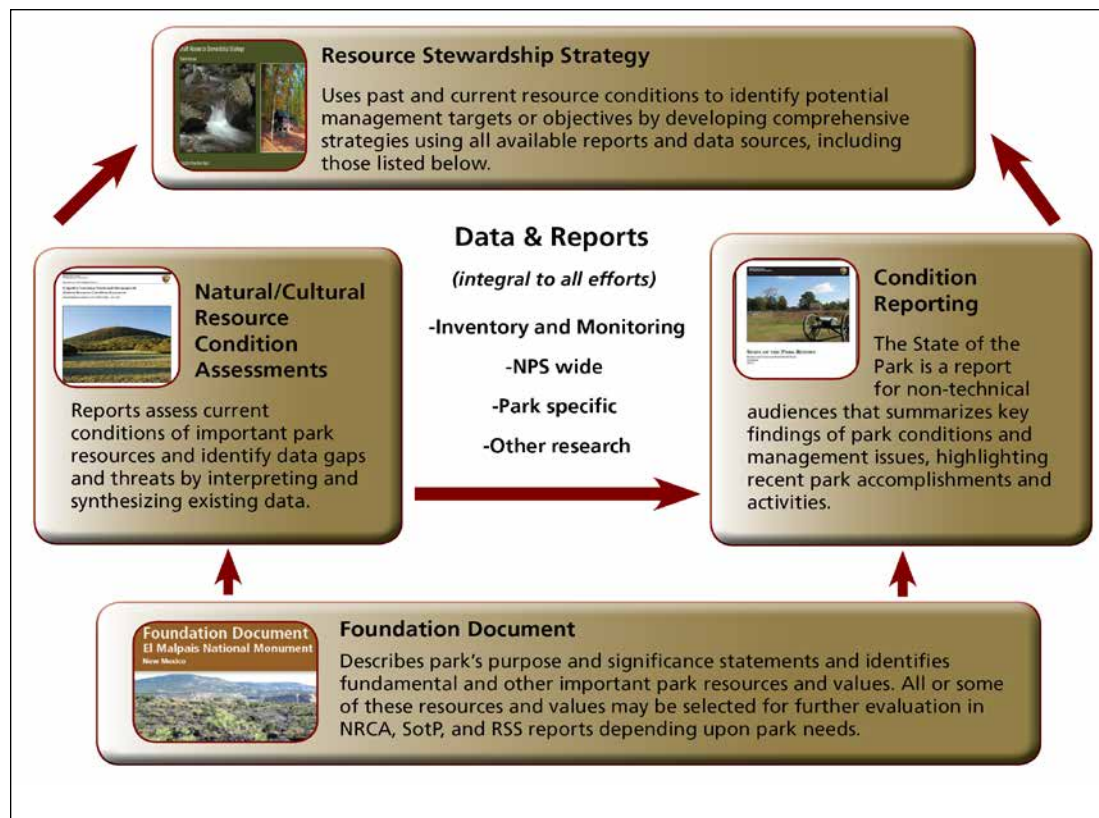 Resource Stewardship Strategy
Uses past and current resource conditions to identify potential
management targets or objectives by developing comprehensive
strategies using all available reports and data sources, including
those listed below.
Data & Reports
(integral to all efforts)
-Inventory and Monitoring
-NPS wide
-Park specific
-Other research
Natural/Cultural
Resource
Condition
Assessments
Reports assess current
conditions of important park
resources and identify data gaps
and threats by interpreting and
synthesizing existing data.
Condition
Reporting
The State of the
Park is a report
for non-technical
audiences that summarizes key
findings of park conditions and
management issues, highlighting
recent park accomplishments and
activities.
STATE OF THE PARK REPORT
Foundation Document
El Malpais National Monument
New Mexico
Foundation Document
Describes park's purpose and significance statements and identifies
fundamental and other important park resources and values. All or some
of these resources and values may be selected for further evaluation in
NRCA, SotP, and RSS reports depending upon park needs.